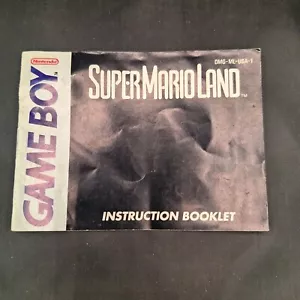 Nintendo
GAME BOY
DMG-ML-USA-1
SUPER MARIO LAND
TM
INSTRUCTION BOOKLET